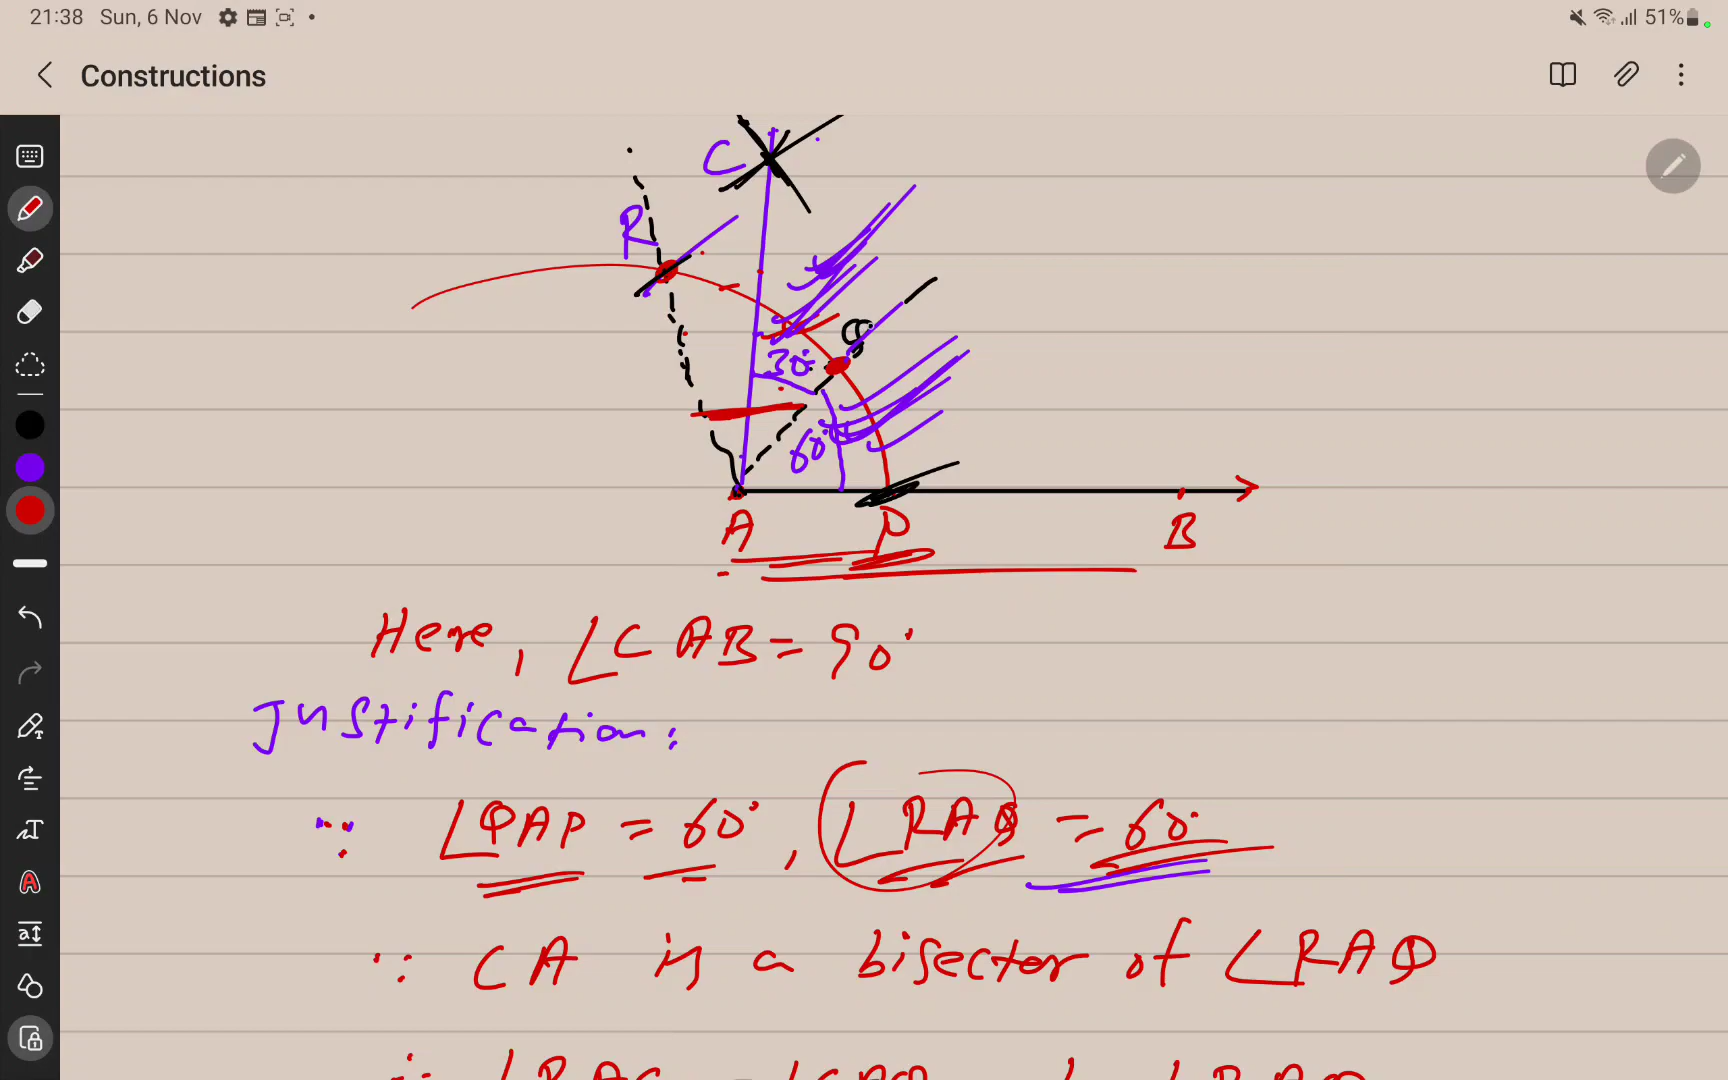 21:38 Sun, 6 Nov 51%
Constructions
C
R
Q
30°
60°
A P B
Here, ∠CAB = 90°
Justification:
∵ ∠QAP = 60°, ∠RAQ = 60°
∵ CA is a bisector of ∠RAQ